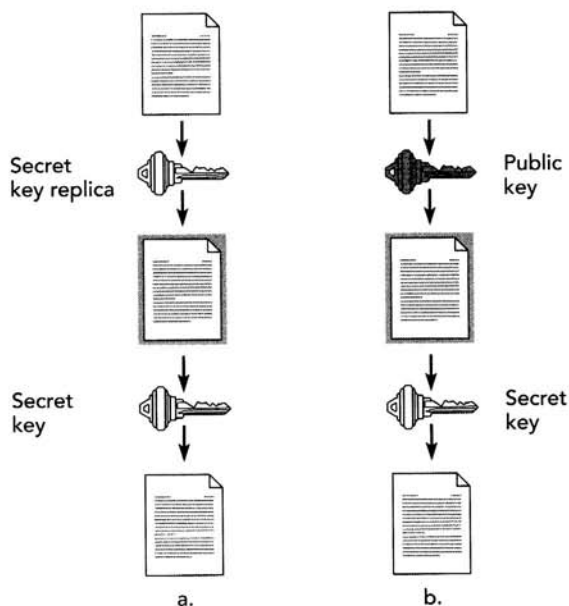 Secret
key replica
Public
key
Secret
key
Secret
key
a.
b.